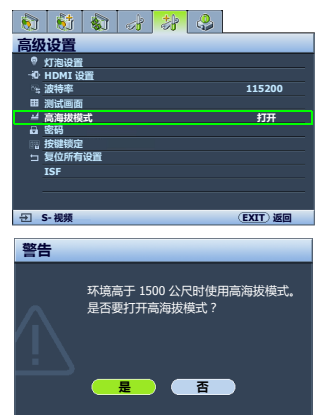 高级设置
灯泡设置
HDMI 设置
波特率 115200
测试画面
高海拔模式 打开
密码
按键锁定
复位所有设置
ISF
S-视频 EXIT 返回
警告
环境高于 1500 公尺时使用高海拔模式。
是否要打开高海拔模式？
是 否